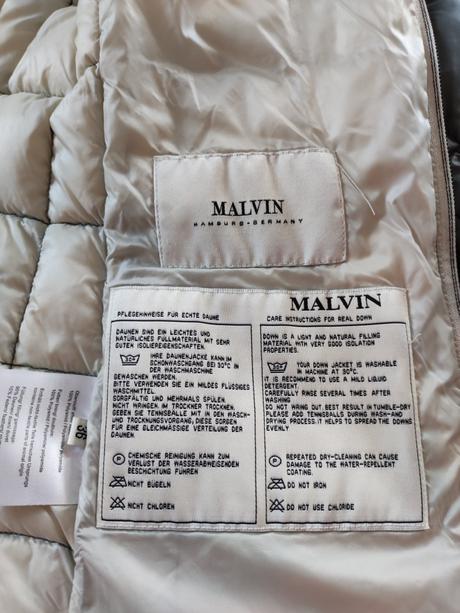 MALVIN
HAMBURG-GERMANY
PFLEGEHINWEISE FÜR ECHTE DAUNE
DAUNEN SIND EIN LEICHTES UND
NATÜRLICHES FÜLLMATERIAL MIT SEHR
GUTEN ISOLIEREIGENSCHAFTEN.
IHRE DAUNENJACKE KANN IM
SCHONWASCHGANG BEI 30°C IN
DER WASCHMASCHINE
GEWASCHEN WERDEN.
BITTE VERWENDEN SIE EIN MILDES FLÜSSIGES
WASCHMITTEL.
SORGFÄLTIG UND MEHRMALS SPÜLEN.
NICHT WRINGEN IM TROCKNER TROCKNEN.
GEBEN SIE TENNISBÄLLE MIT IN DEN WASCH-
UND TROCKNUNGSVORGANG; DIESE SORGEN
FÜR EINE GLEICHMÄSSIGE VERTEILUNG DER
DAUNEN.
P CHEMISCHE REINIGUNG KANN ZUM
VERLUST DER WASSERABWEISENDEN
BESCHICHTUNG FÜHREN
NICHT BÜGELN
NICHT CHLOREN
MALVIN
CARE INSTRUCTIONS FOR REAL DOWN
DOWN IS A LIGHT AND NATURAL FILLING
MATERIAL WITH VERY GOOD ISOLATION
PROPERTIES.
YOUR DOWN JACKET IS WASHABLE
IN MACHINE AT 30°C.
IT IS RECOMMEND TO USE A MILD LIQUID
DETERGENT.
CAREFULLY RINSE SEVERAL TIMES AFTER
WASHING
DO NOT WRING OUT. BEST RESULT IN TUMBLE-DRY
PLEASE ADD TENNISBALLS DURING WASH-AND
DRYING PROCESS.IT HELPS TO SPREAD THE DOWNS
EVENLY
P REPEATED DRY-CLEANING CAN CAUSE
DAMAGE TO THE WATER-REPELLENT
COATING.
DO NOT IRON
DO NOT USE CHLORIDE
36